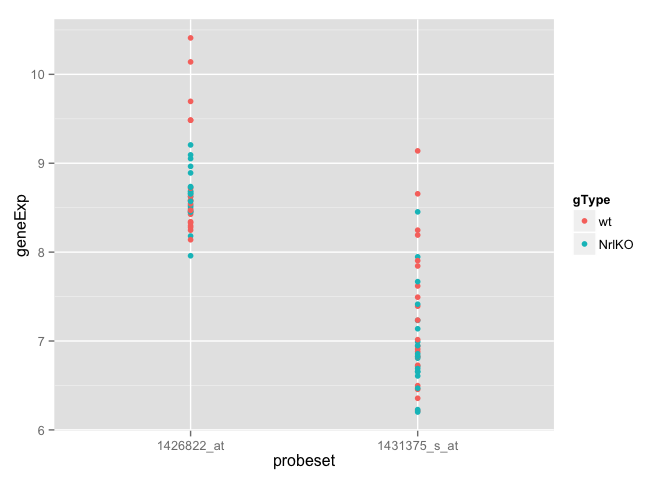 10
9
8
7
6
geneExp
1426822_at
1431375_s_at
probeset
gType
wt
NrlKO